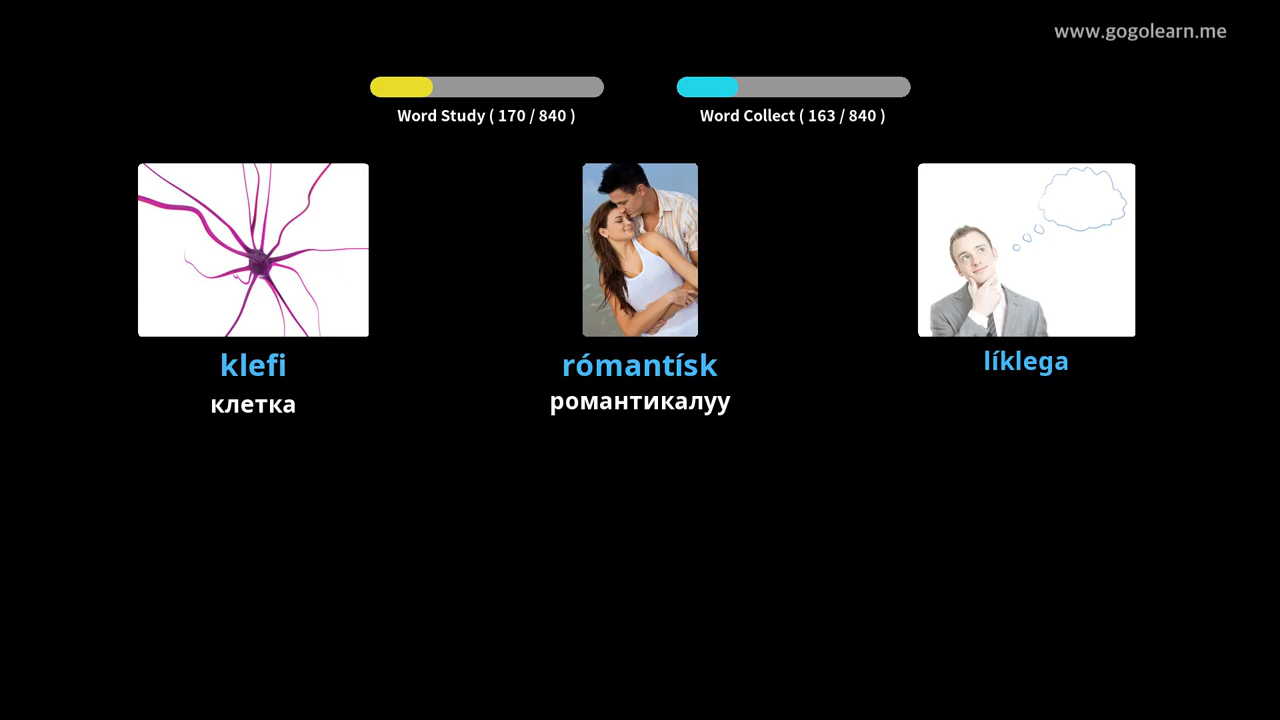 www.gogolearn.me
Word Study ( 170 / 840 )
Word Collect ( 163 / 840 )
klefi
клетка
rómantísk
романтикалуу
líklega